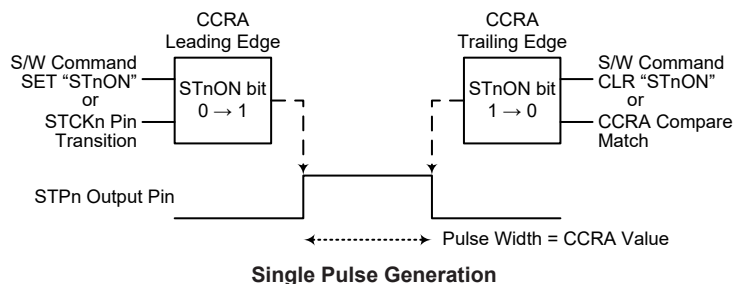 CCRA
Leading Edge
S/W Command
SET “STnON”
or
STCKn Pin
Transition
STnON bit
0 → 1
CCRA
Trailing Edge
STnON bit
1 → 0
S/W Command
CLR “STnON”
or
CCRA Compare
Match
STPn Output Pin
Pulse Width = CCRA Value
Single Pulse Generation